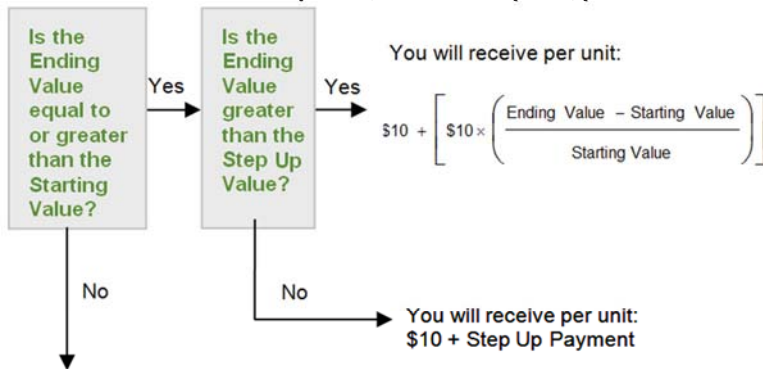 Is the
Ending
Value
equal to
or greater
than the
Starting
Value?
Yes
Is the
Ending
Value
greater
than the
Step Up
Value?
Yes
You will receive per unit:
$10 + [ $10 × ( Ending Value – Starting Value / Starting Value ) ]
No
No
You will receive per unit:
$10 + Step Up Payment